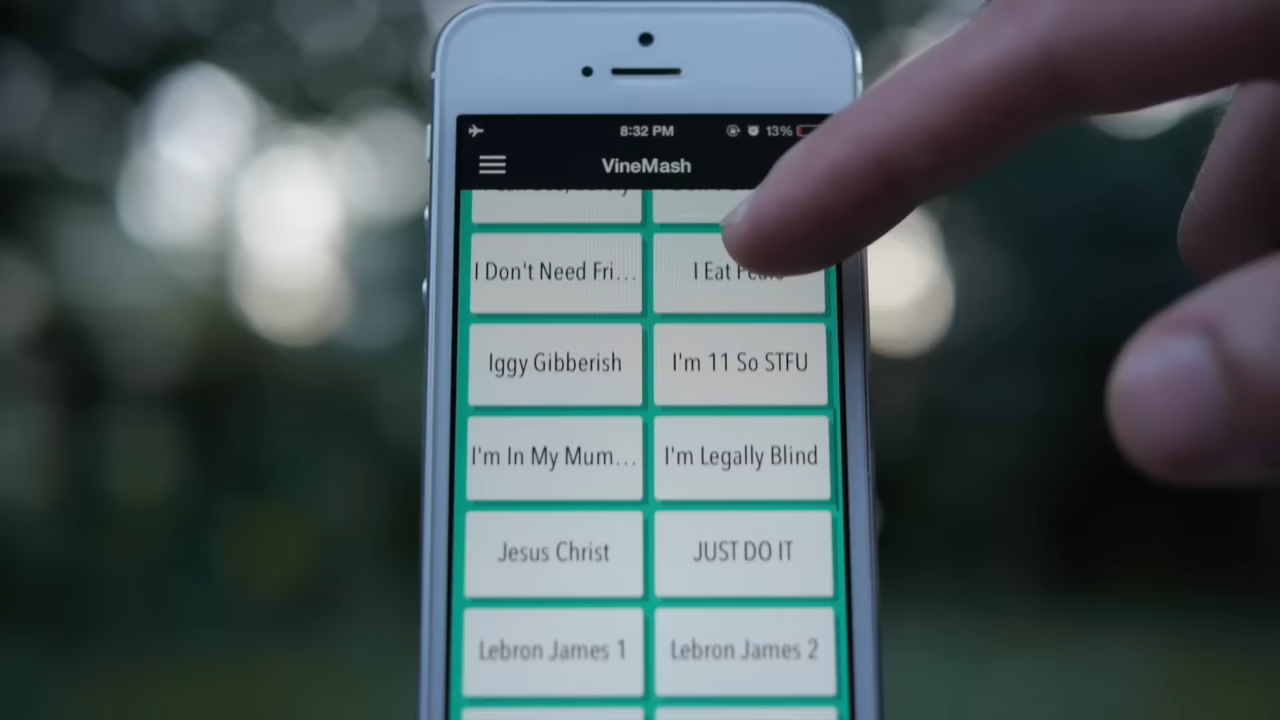 8:32 PM 13%
VineMash
I Don't Need Fri... I Eat
Iggy Gibberish I'm 11 So STFU
I'm In My Mum... I'm Legally Blind
Jesus Christ JUST DO IT
Lebron James 1 Lebron James 2